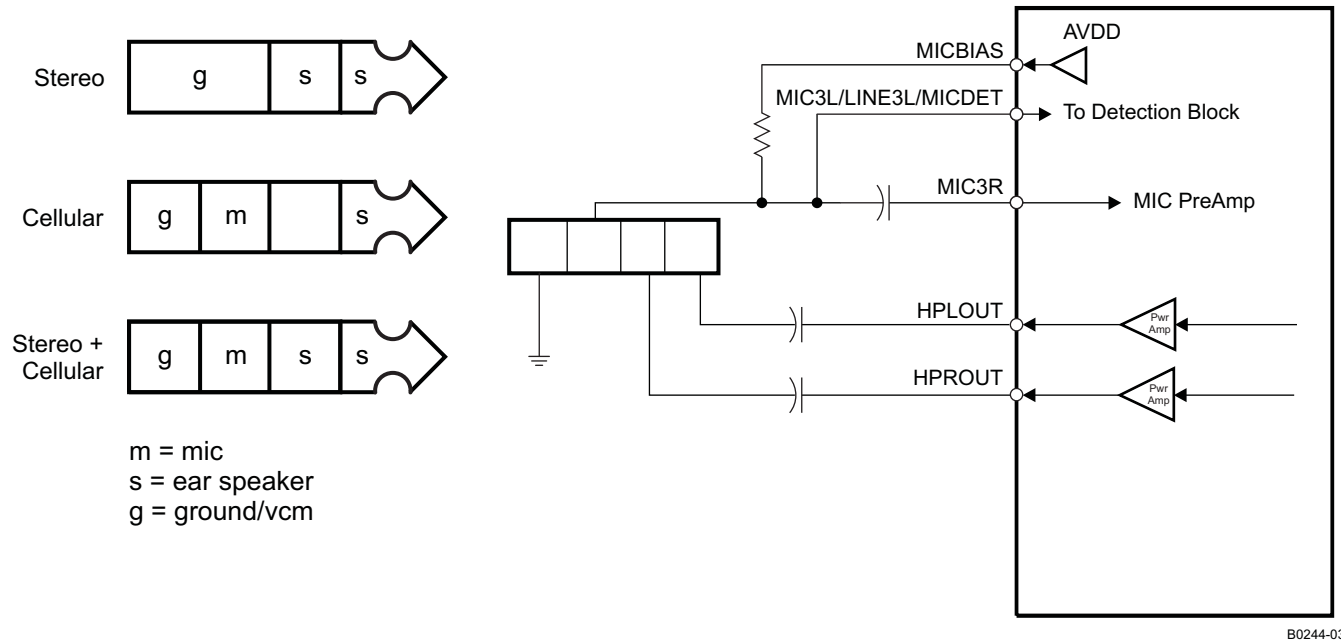 Stereo
g s s
Cellular
g m s
Stereo +
Cellular
g m s s
m = mic
s = ear speaker
g = ground/vcm
AVDD
MICBIAS
MIC3L/LINE3L/MICDET
To Detection Block
MIC3R
MIC PreAmp
HPLOUT
Pwr
Amp
HPROUT
Pwr
Amp
B0244-03